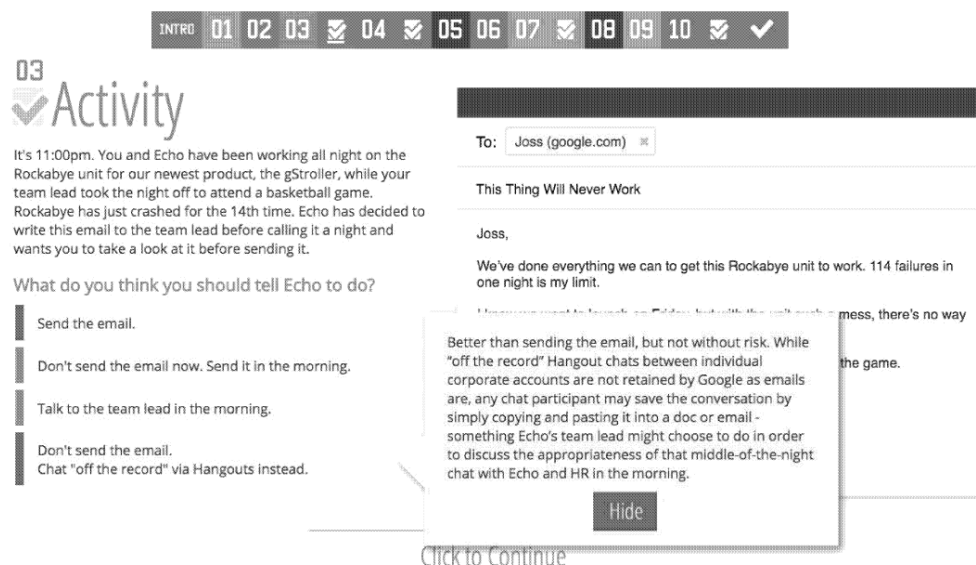 INTRO 01 02 03 04 05 06 07 08 09 10
03
Activity
It's 11:00pm. You and Echo have been working all night on the
Rockabye unit for our newest product, the gStroller, while your
team lead took the night off to attend a basketball game.
Rockabye has just crashed for the 14th time. Echo has decided to
write this email to the team lead before calling it a night and
wants you to take a look at it before sending it.
What do you think you should tell Echo to do?
Send the email.
Don't send the email now. Send it in the morning.
Talk to the team lead in the morning.
Don't send the email.
Chat "off the record" via Hangouts instead.
To: Joss (google.com)
This Thing Will Never Work
Joss,
We've done everything we can to get this Rockabye unit to work. 114 failures in
one night is my limit.
mess, there's no way
the game.
Better than sending the email, but not without risk. While
"off the record" Hangout chats between individual
corporate accounts are not retained by Google as emails
are, any chat participant may save the conversation by
simply copying and pasting it into a doc or email -
something Echo's team lead might choose to do in order
to discuss the appropriateness of that middle-of-the-night
chat with Echo and HR in the morning.
Hide
Click to Continue